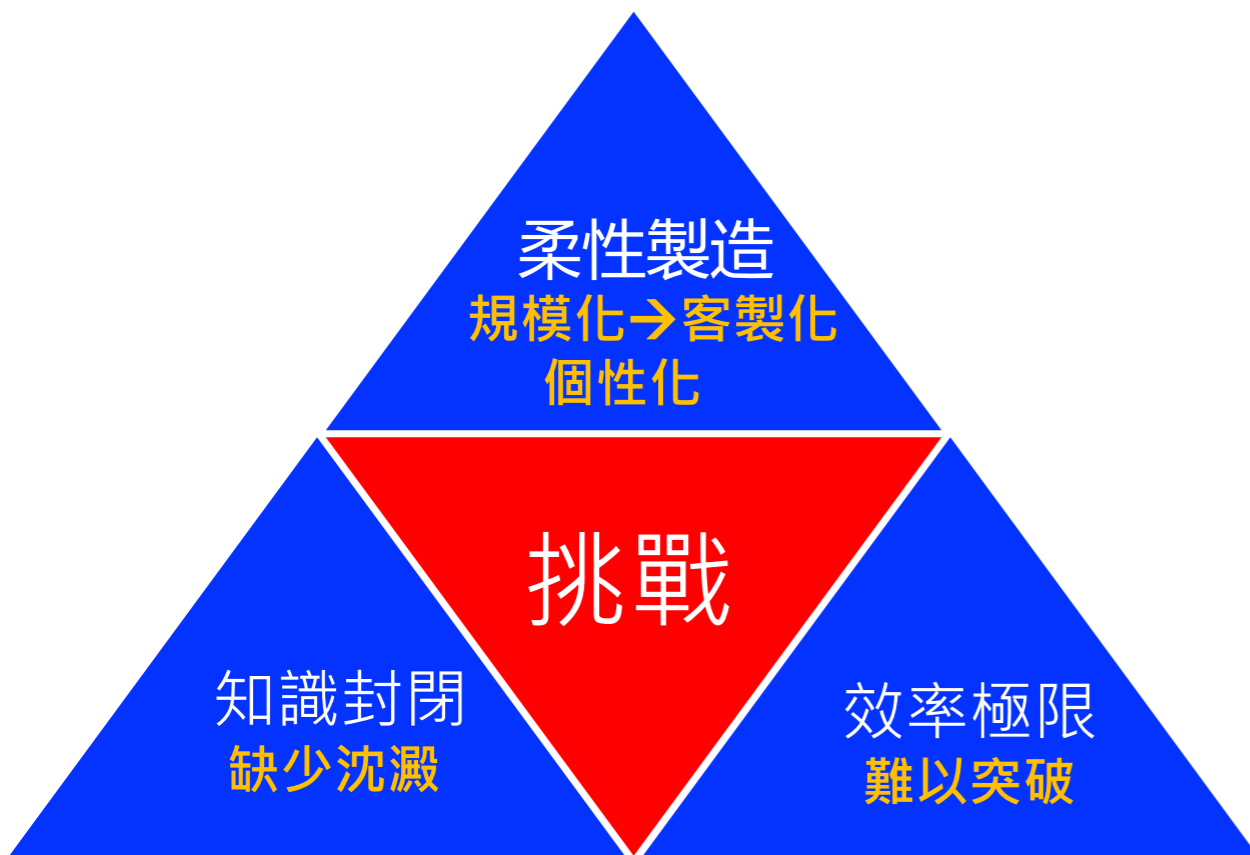 柔性製造
規模化→客製化
個性化
挑戰
知識封閉
缺少沈澱
效率極限
難以突破